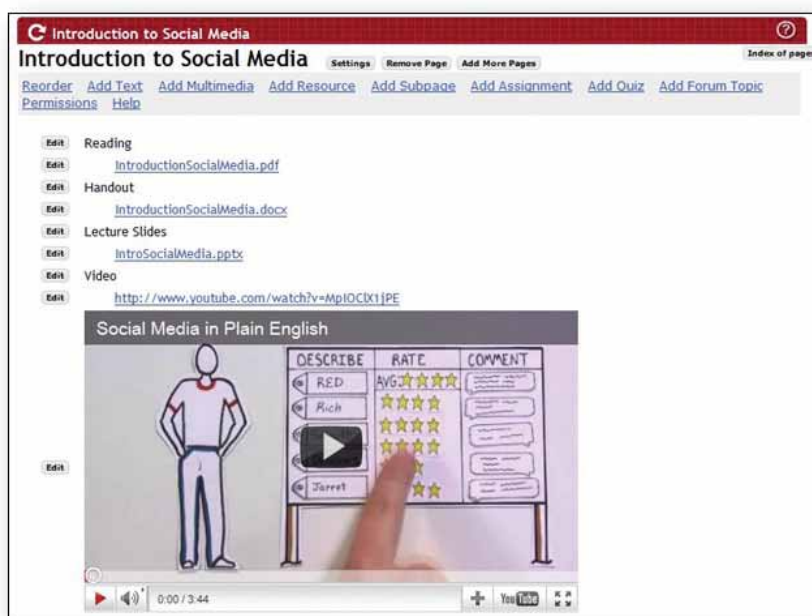 Introduction to Social Media
Introduction to Social Media Settings Remove Page Add More Pages Index of page
Reorder Add Text Add Multimedia Add Resource Add Subpage Add Assignment Add Quiz Add Forum Topic
Permissions Help
Edit Reading
Edit IntroductionSocialMedia.pdf
Edit Handout
Edit IntroductionSocialMedia.docx
Edit Lecture Slides
Edit IntroSocialMedia.pptx
Edit Video
Edit http://www.youtube.com/watch?v=MpIOClX1jPE
Social Media in Plain English
DESCRIBE RATE COMMENT
RED AVG.
Rich
Edit
Jarret
0:00 / 3:44 YouTube